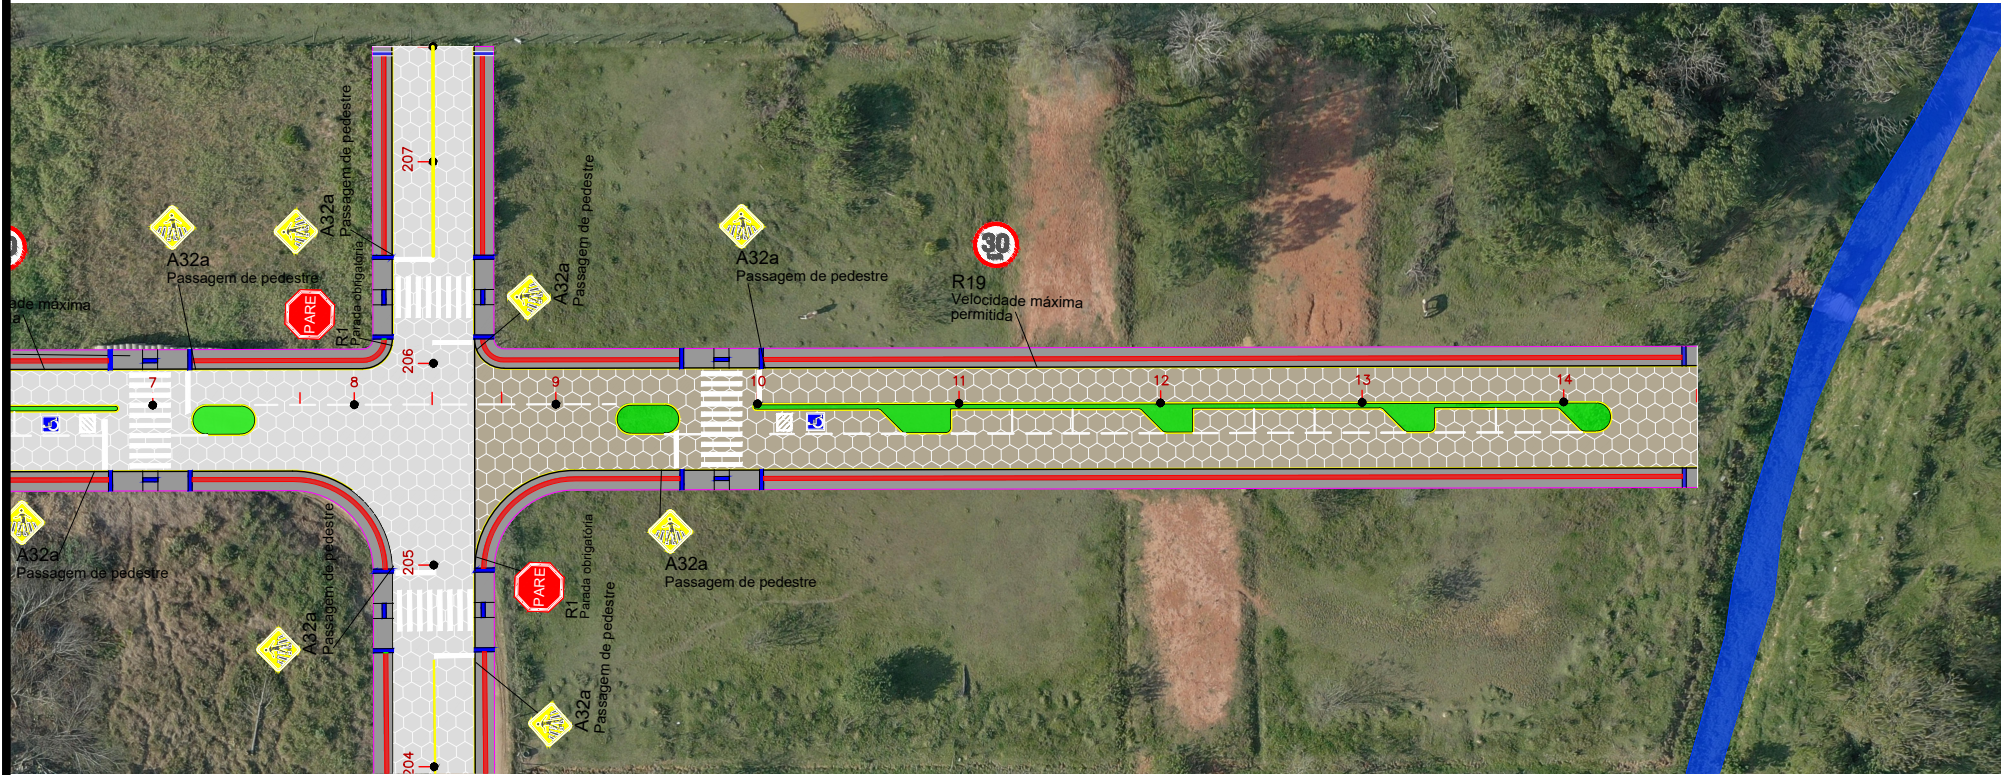 207
A32a
Passagem de pedestre
A32a
Passagem de pedestre
A32a
Passagem de pedestre
A32a
Passagem de pedestre
30
R19
Velocidade máxima
permitida
ade máxima
PARE
R1
Parada obrigatória
206
7
8
9
10
11
12
13
14
A32a
Passagem de pedestre
205
A32a
Passagem de pedestre
PARE
R1
Parada obrigatória
A32a
Passagem de pedestre
A32a
Passagem de pedestre
204